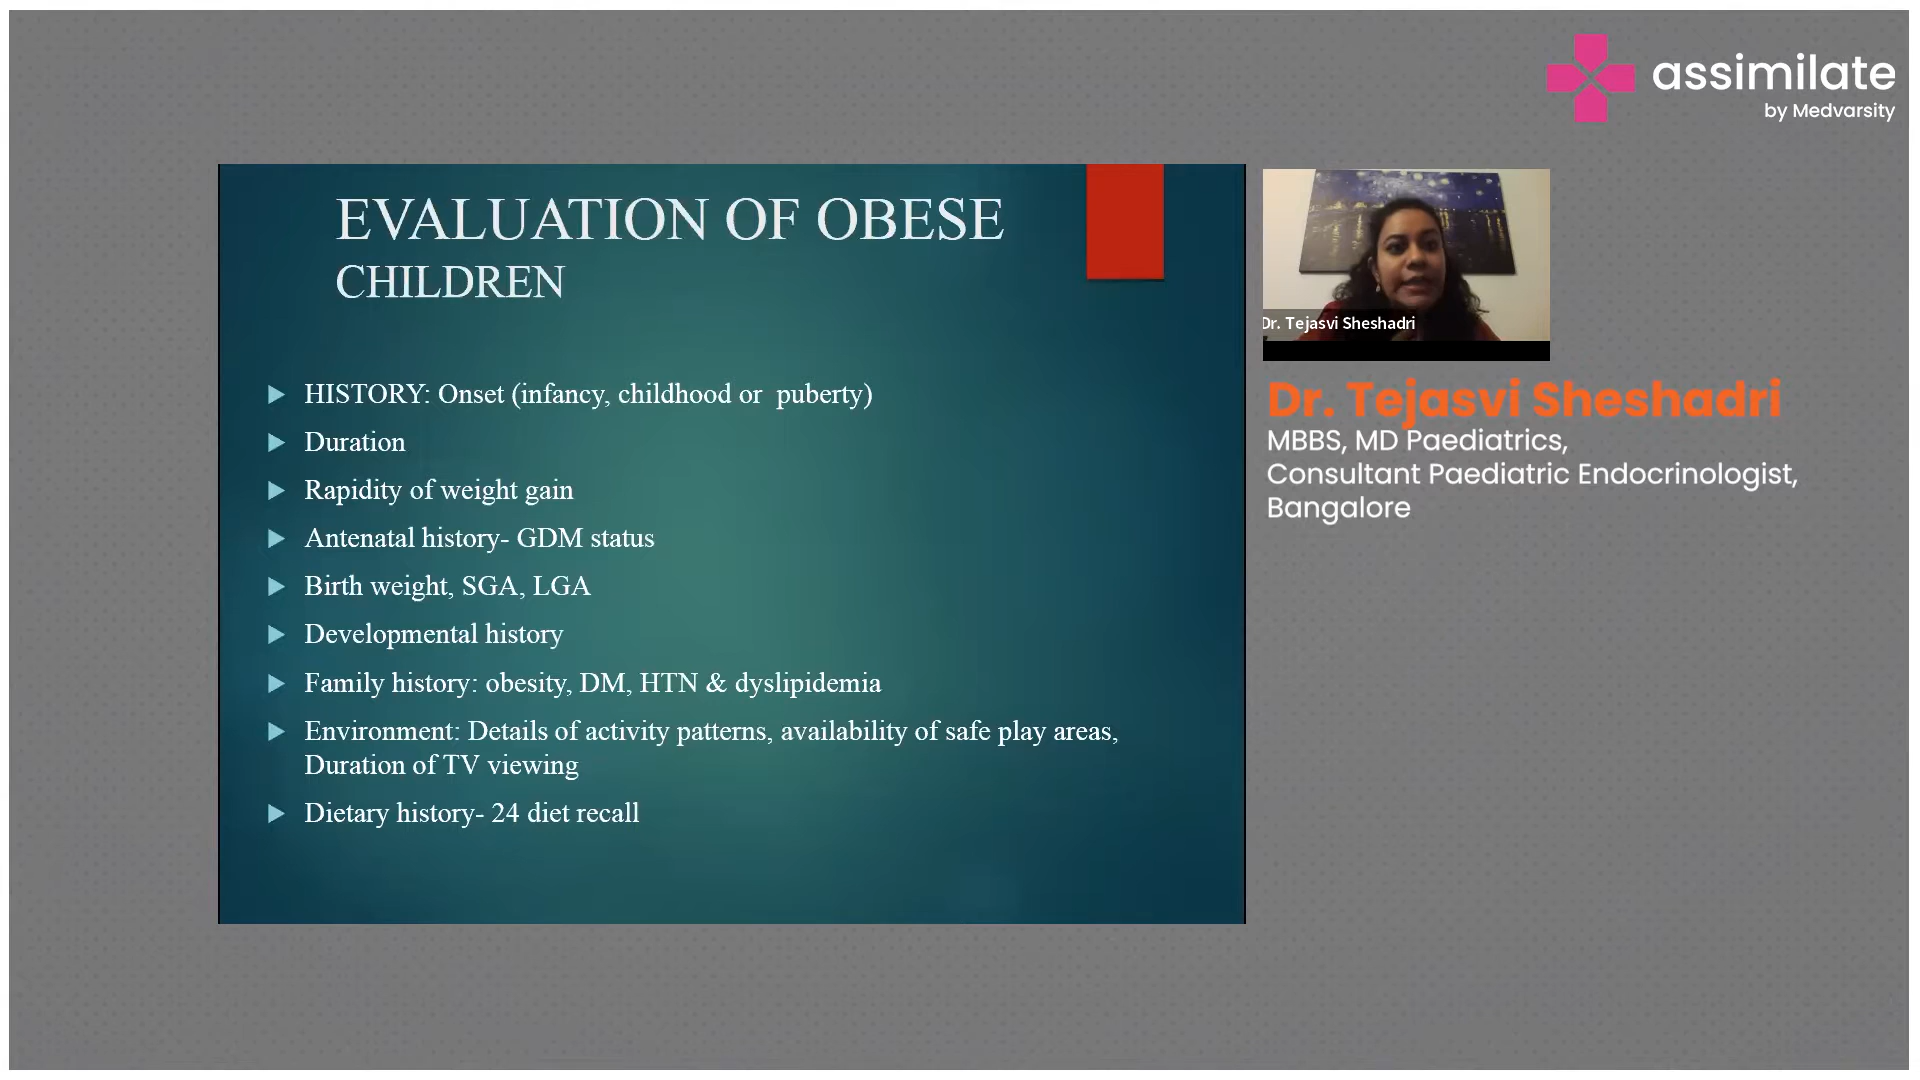 assimilate
by Medvarsity
EVALUATION OF OBESE
CHILDREN
HISTORY: Onset (infancy, childhood or  puberty)
Duration
Rapidity of weight gain
Antenatal history- GDM status
Birth weight, SGA, LGA
Developmental history
Family history: obesity, DM, HTN & dyslipidemia
Environment: Details of activity patterns, availability of safe play areas,
Duration of TV viewing
Dietary history- 24 diet recall
Dr. Tejasvi Sheshadri
Dr. Tejasvi Sheshadri
MBBS, MD Paediatrics,
Consultant Paediatric Endocrinologist,
Bangalore